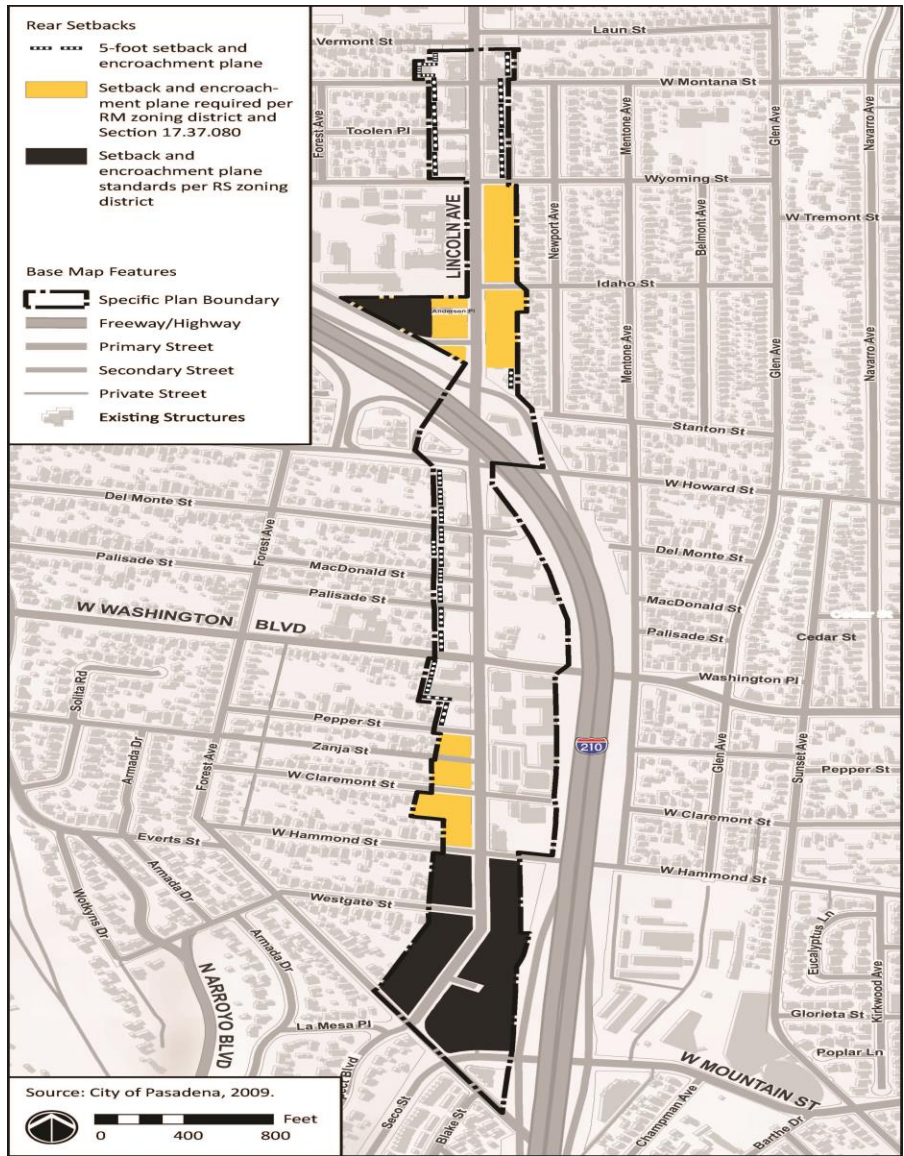 Rear Setbacks
5-foot setback and
encroachment plane
Setback and encroach-
ment plane required per
RM zoning district and
Section 17.37.080
Setback and
encroachment plane
standards per RS zoning
district
Base Map Features
Specific Plan Boundary
Freeway/Highway
Primary Street
Secondary Street
Private Street
Existing Structures
Vermont St
Laun St
W Montana St
Forest Ave
Toolen Pl
Mentone Ave
Glen Ave
Navarro Ave
Wyoming St
LINCOLN AVE
Newport Ave
Belmont Ave
W Tremont St
Idaho St
Anderson Pl
Mentone Ave
Glen Ave
Navarro Ave
Stanton St
W Howard St
Del Monte St
Forest Ave
Del Monte St
Palisade St
MacDonald St
Palisade St
MacDonald St
W WASHINGTON BLVD
Palisade St
Cedar St
Washington Pl
Solita Rd
Pepper St
Zanja St
210
Armada Dr
Forest Ave
Glen Ave
Sunset Ave
Pepper St
W Claremont St
W Claremont St
Everts St
W Hammond St
W Hammond St
Armada Dr
Westgate St
Wotkyns Dr
Armada Dr
Eucalyptus Ln
Kirkwood Ave
N ARROYO BLVD
La Mesa Pl
Glorieta St
Poplar Ln
W MOUNTAIN ST
Blvd
Seco St
Blake St
Champman Ave
Barthe Dr
Source: City of Pasadena, 2009.
Feet
0 400 800